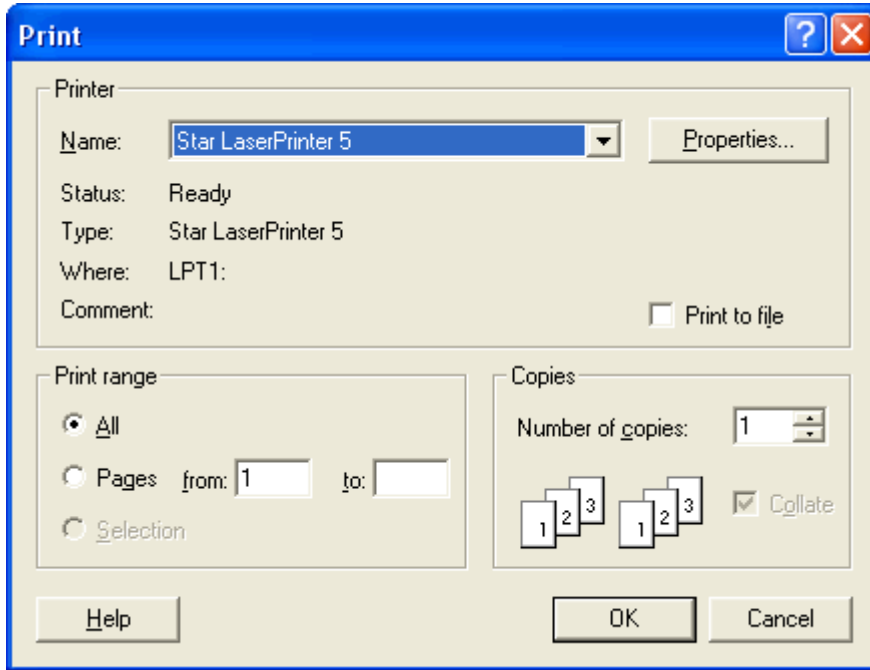 Print
Printer
Name: Star LaserPrinter 5 Properties...
Status: Ready
Type: Star LaserPrinter 5
Where: LPT1:
Comment: Print to file
Print range
All
Pages from: 1 to:
Selection
Copies
Number of copies: 1
1 2 3 1 2 3 Collate
Help OK Cancel